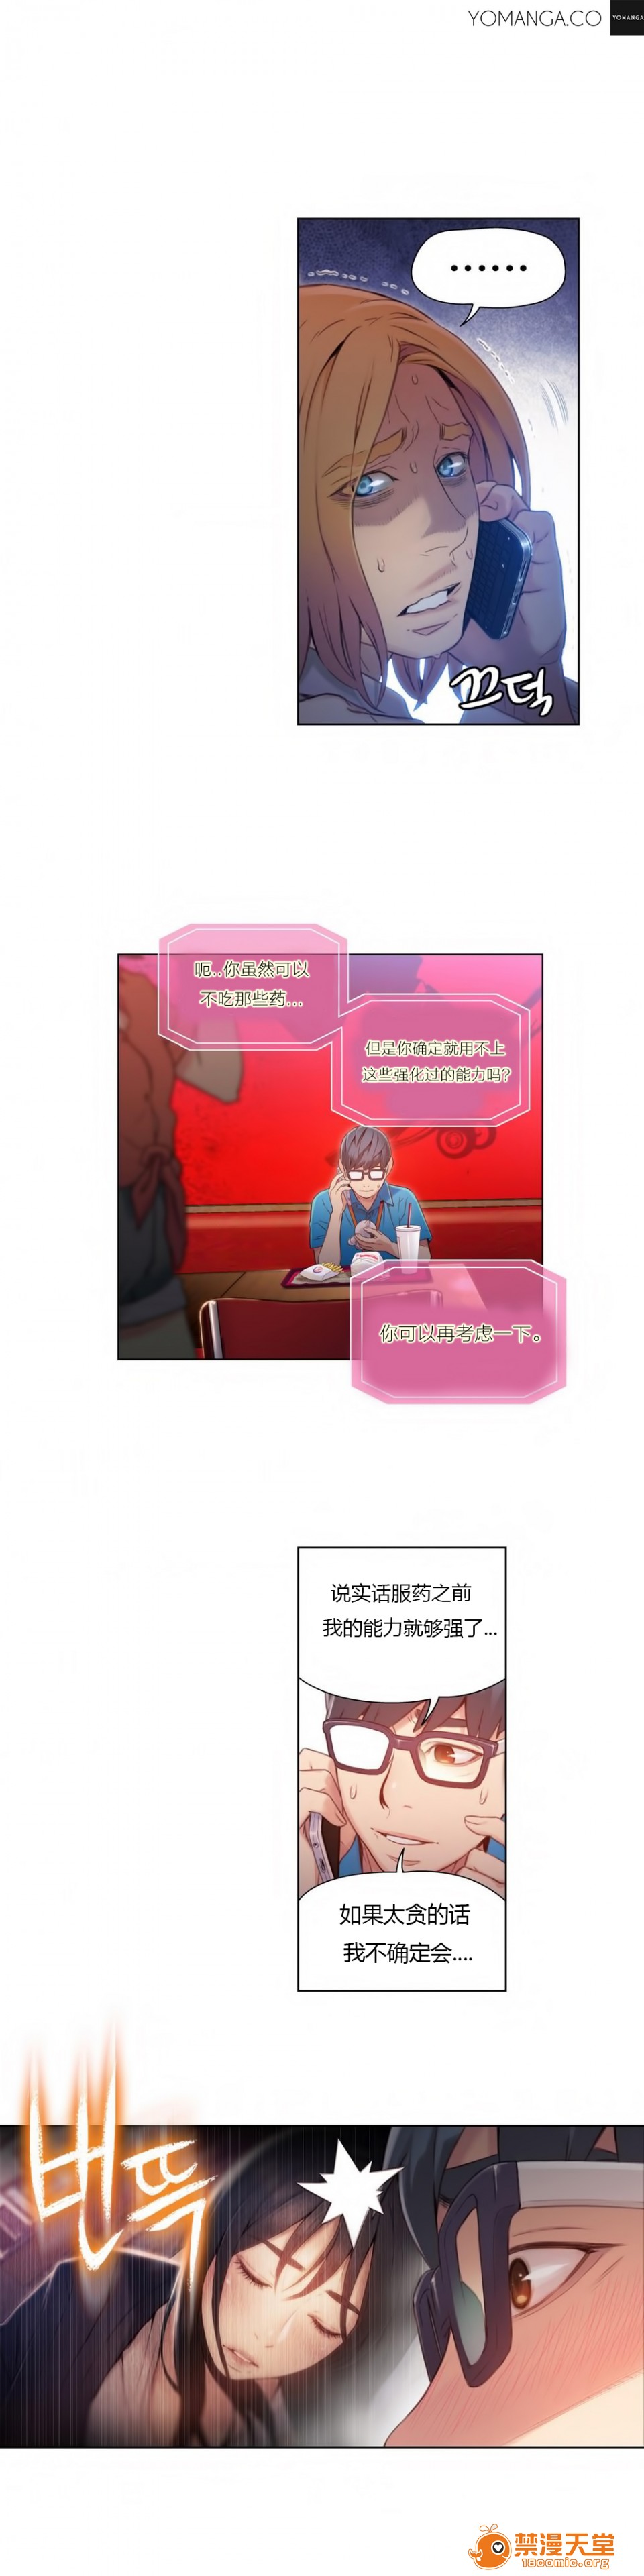 YOMANGA.CO
YOMANGA
......
끄덕
呃..你虽然可以
不吃那些药...
但是你确定就用不上
这些强化过的能力吗?
你可以再考虑一下。
说实话服药之前
我的能力就够强了...
如果太贪的话
我不确定会....
번뜩
禁漫天堂
18comic.org